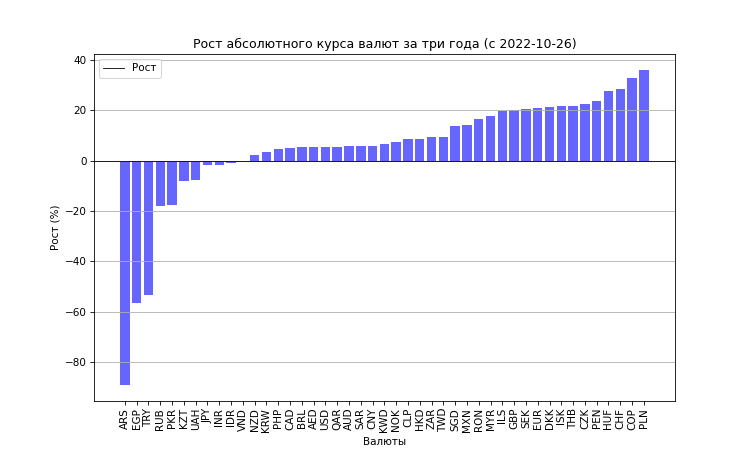 Рост абсолютного курса валют за три года (с 2022-10-26)
Рост
Рост (%)
40
20
0
−20
−40
−60
−80
ARS EGP TRY RUB PKR KZT UAH JPY INR IDR VND NZD KRW PHP CAD BRL AED USD QAR AUD SAR CNY KWD NOK CLP HKD ZAR TWD SGD MXN RON MYR ILS GBP SEK EUR DKK ISK THB CZK PEN HUF CHF COP PLN
Валюты